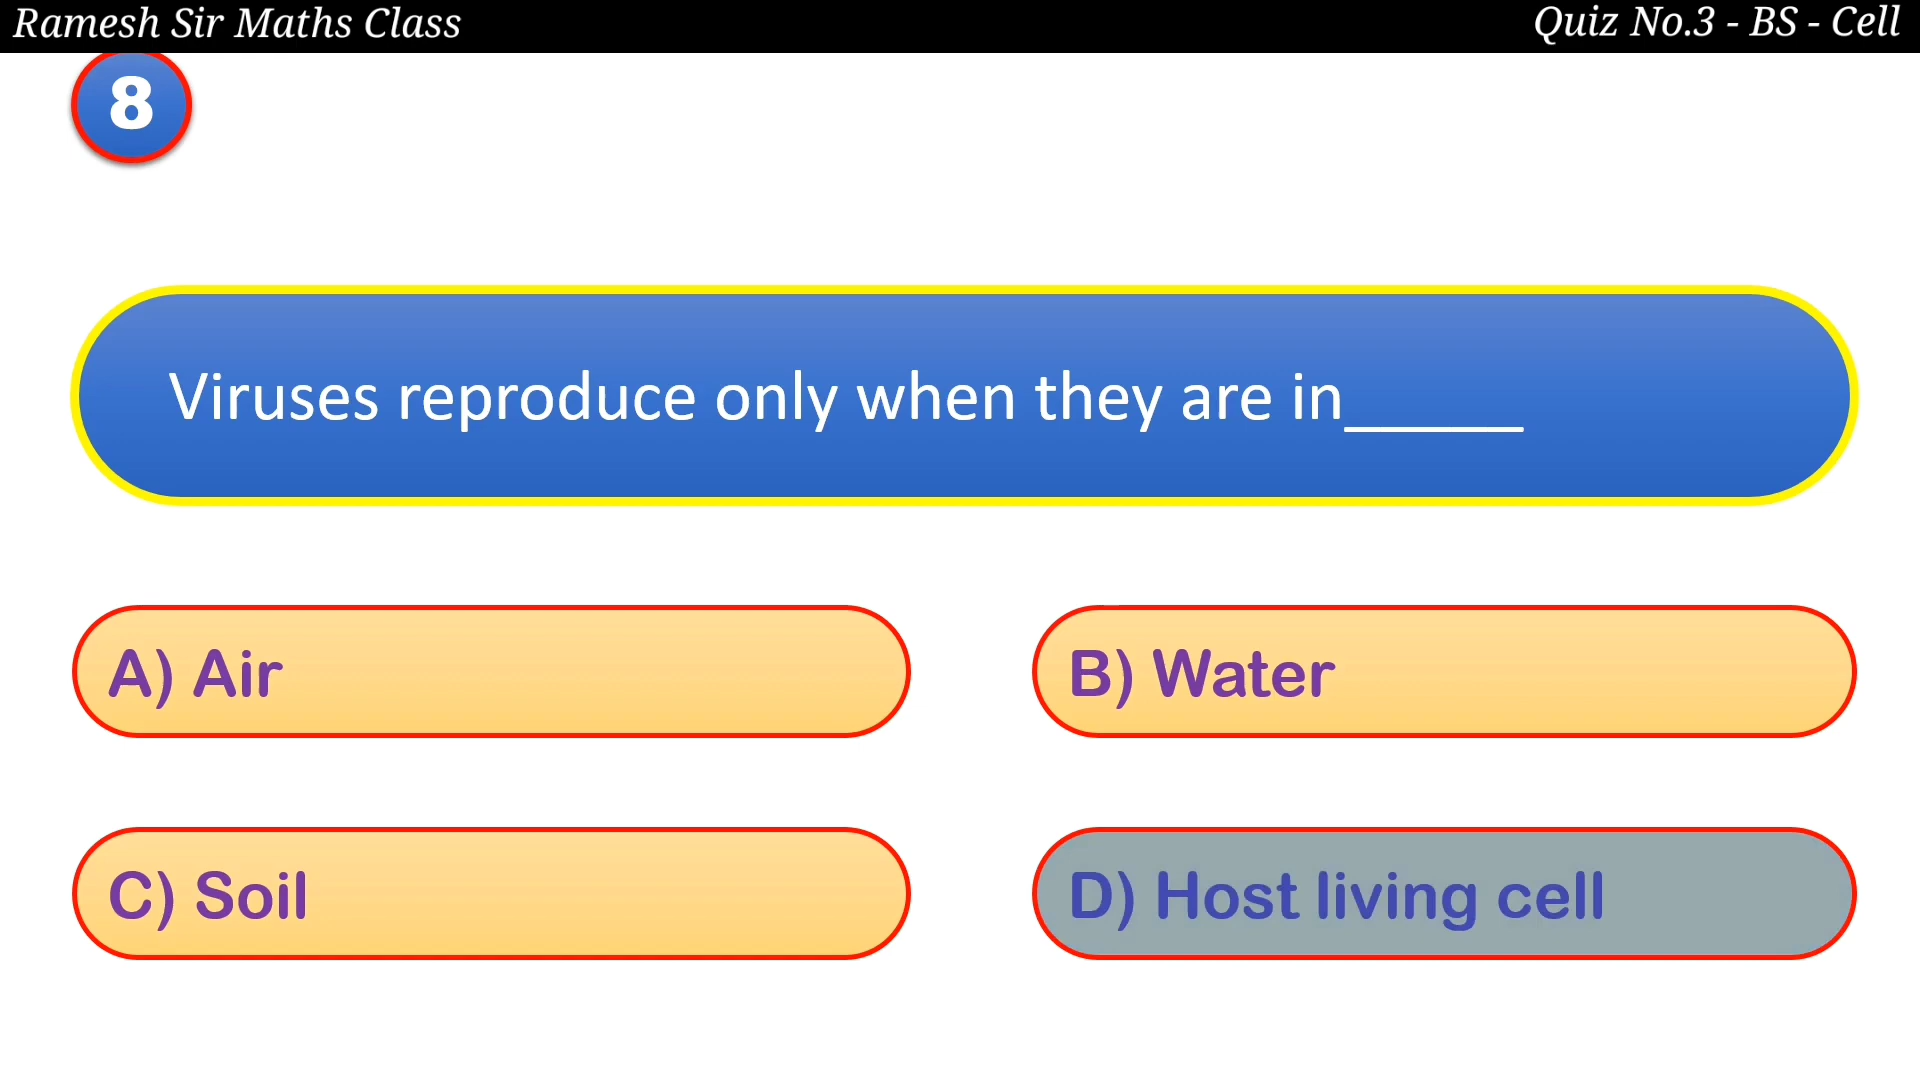 Ramesh Sir Maths Class
Quiz No.3 - BS - Cell
8
Viruses reproduce only when they are in_____
A) Air
B) Water
C) Soil
D) Host living cell